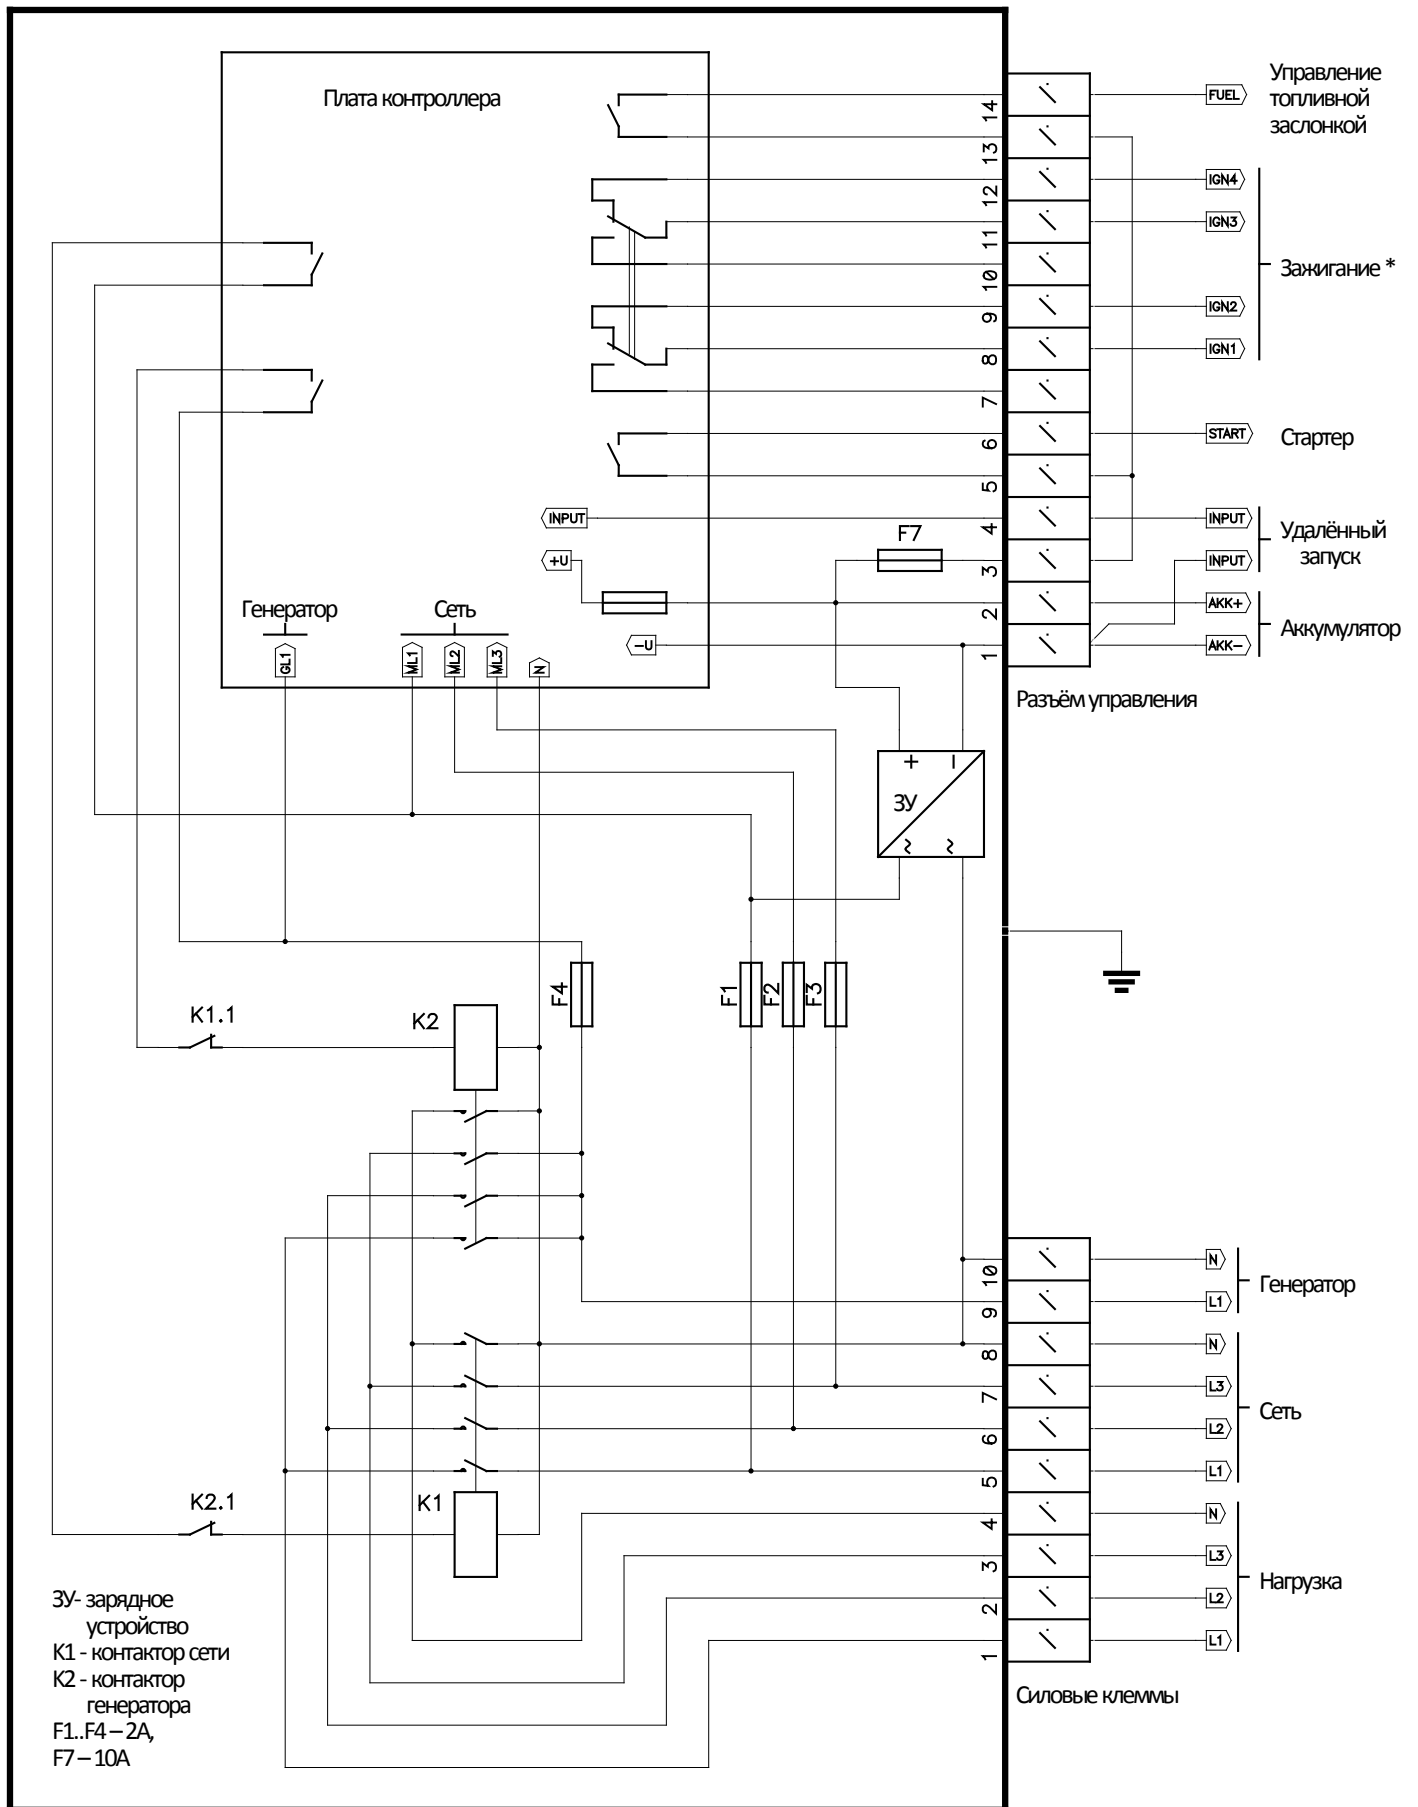 Плата контроллера
14
FUEL
Управление
топливной
заслонкой
13
12
IGN4
11
IGN3
10
Зажигание *
9
IGN2
8
IGN1
7
6
START
Стартер
5
INPUT
4
INPUT
Удалённый
запуск
+U
F7
3
INPUT
2
AKK+
Аккумулятор
-U
1
AKK-
Генератор
Сеть
GL1
ML1
ML2
ML3
N
Разъём управления
+
−
ЗУ
~
~
F4
F1
F2
F3
K1.1
K2
10
N
Генератор
9
L1
8
N
7
L3
Сеть
6
L2
5
L1
K2.1
K1
4
N
3
L3
Нагрузка
2
L2
1
L1
Силовые клеммы
ЗУ- зарядное
устройство
К1 - контактор сети
К2 - контактор
генератора
F1..F4 – 2А,
F7 – 10А